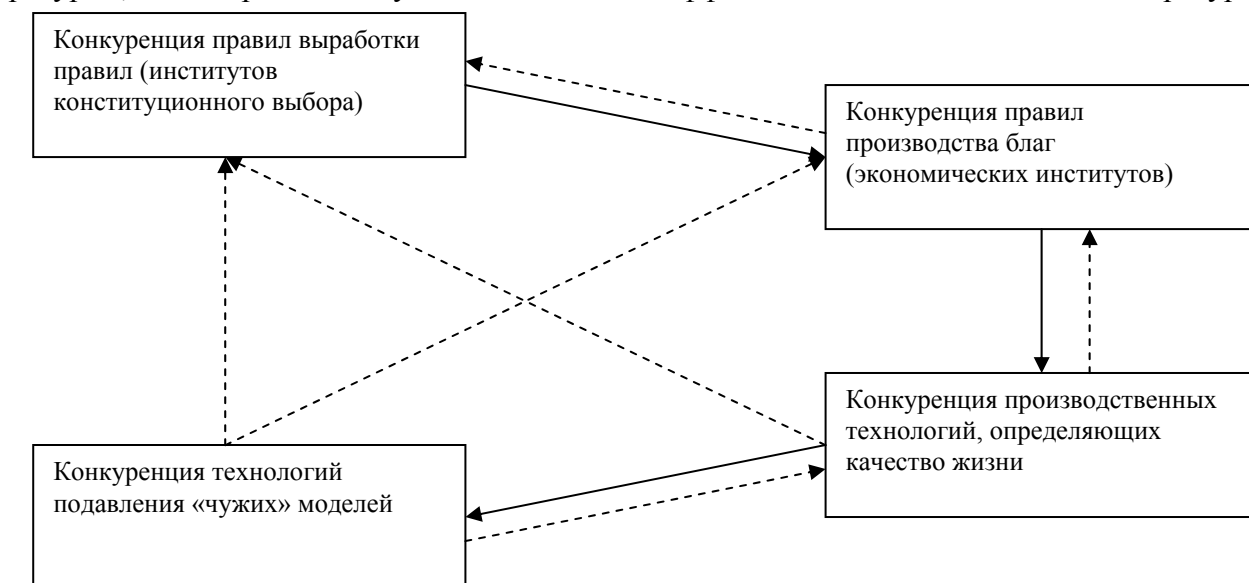 Конкуренция правил выработки
правил (институтов
конституционного выбора)
Конкуренция правил
производства благ
(экономических институтов)
Конкуренция производственных
технологий, определяющих
качество жизни
Конкуренция технологий
подавления «чужих» моделей